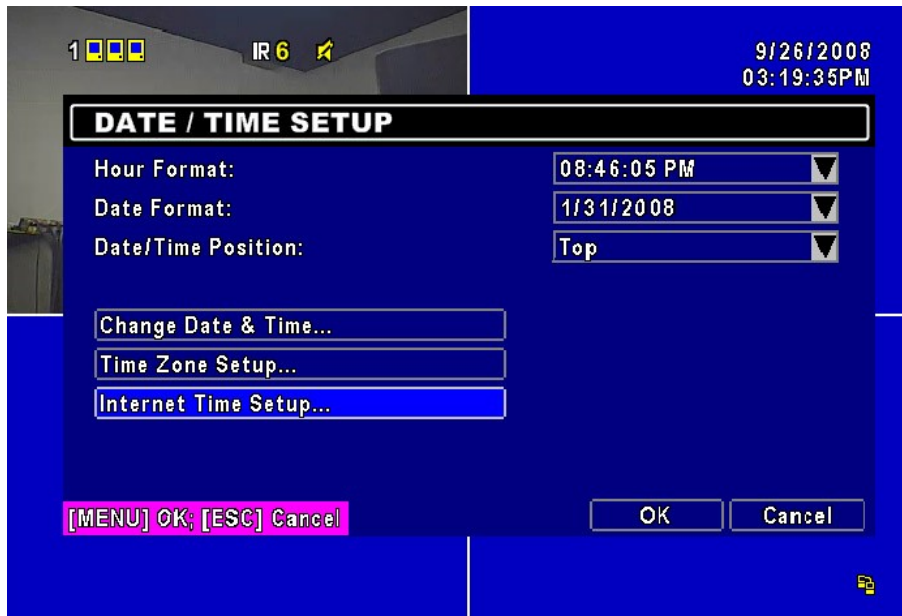 1 IR 6
9/26/2008
03:19:35PM
DATE / TIME SETUP
Hour Format: 08:46:05 PM
Date Format: 1/31/2008
Date/Time Position: Top
Change Date & Time...
Time Zone Setup...
Internet Time Setup...
[MENU] OK; [ESC] Cancel
OK Cancel